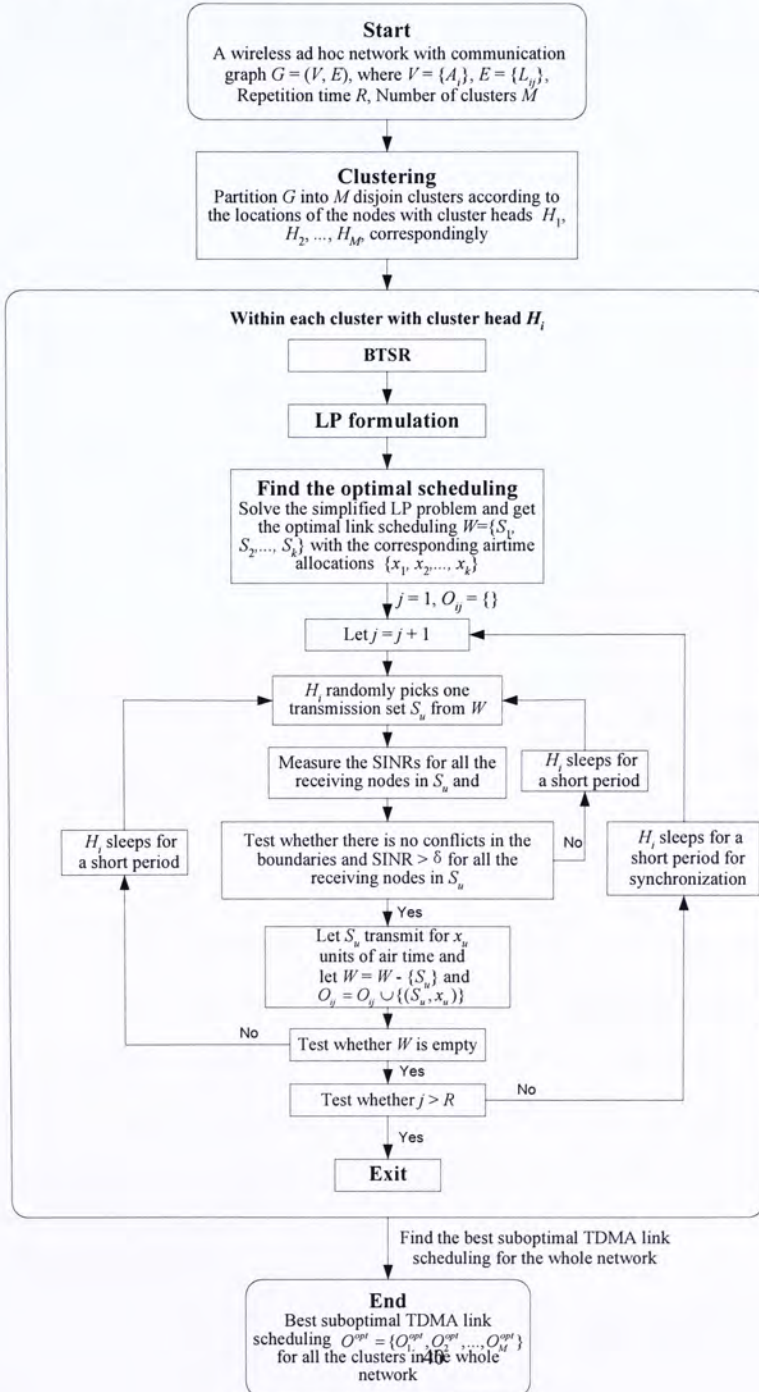 Start
A wireless ad hoc network with communication
graph G = (V, E), where V = {A_i}, E = {L_ij},
Repetition time R, Number of clusters M
Clustering
Partition G into M disjoin clusters according to
the locations of the nodes with cluster heads H_1,
H_2, ..., H_M, correspondingly
Within each cluster with cluster head H_i
BTSR
LP formulation
Find the optimal scheduling
Solve the simplified LP problem and get
the optimal link scheduling W={S_1,
S_2,..., S_k} with the corresponding airtime
allocations {x_1, x_2,..., x_k}
j = 1, O_ij = {}
Let j = j + 1
H_i randomly picks one
transmission set S_u from W
Measure the SINRs for all the
receiving nodes in S_u and
H_i sleeps for
a short period
No
Test whether there is no conflicts in the
boundaries and SINR > δ for all the
receiving nodes in S_u
H_i sleeps for
a short period
H_i sleeps for a
short period for
synchronization
Yes
Let S_u transmit for x_u
units of air time and
let W = W - {S_u} and
O_ij = O_ij ∪ {(S_u, x_u)}
No
Test whether W is empty
Yes
Test whether j > R
No
Yes
Exit
Find the best suboptimal TDMA link
scheduling for the whole network
End
Best suboptimal TDMA link
scheduling O^opt = {O_1^opt, O_2^opt, ..., O_M^opt}
for all the clusters in the whole
network
40